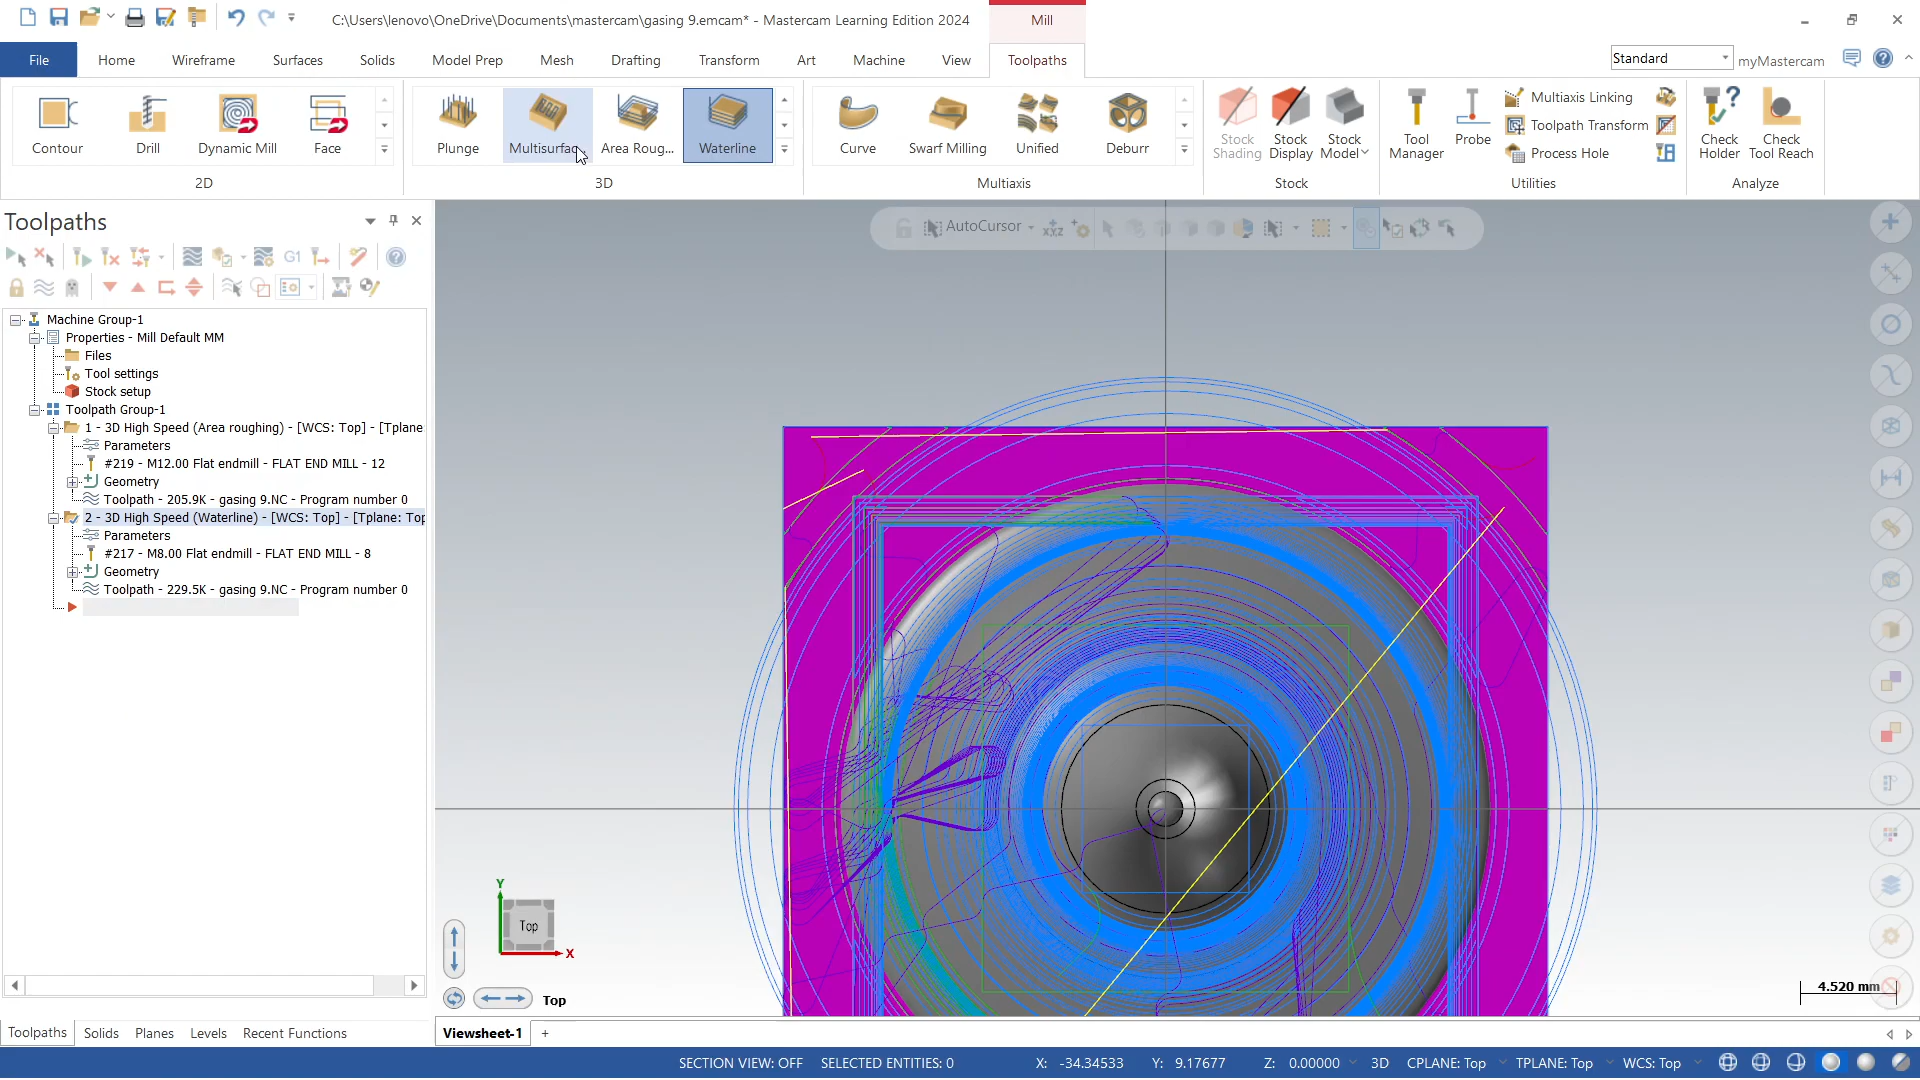 C:\Users\lenovo\OneDrive\Documents\mastercam\gasing 9.emcam* - Mastercam Learning Edition 2024
Mill
File
Home
Wireframe
Surfaces
Solids
Model Prep
Mesh
Drafting
Transform
Art
Machine
View
Toolpaths
Standard
myMastercam
Contour
Drill
Dynamic Mill
Face
Plunge
Multisurfac
Area Roug...
Waterline
Curve
Swarf Milling
Unified
Deburr
Stock Shading
Stock Display
Stock Model
Tool Manager
Probe
Multiaxis Linking
Toolpath Transform
Process Hole
Check Holder
Check Tool Reach
2D
3D
Multiaxis
Stock
Utilities
Analyze
Toolpaths
AutoCursor
XYZ
G1
Machine Group-1
Properties - Mill Default MM
Files
Tool settings
Stock setup
Toolpath Group-1
1 - 3D High Speed (Area roughing) - [WCS: Top] - [Tplane
Parameters
#219 - M12.00 Flat endmill - FLAT END MILL - 12
Geometry
Toolpath - 205.9K - gasing 9.NC - Program number 0
2 - 3D High Speed (Waterline) - [WCS: Top] - [Tplane: Top
Parameters
#217 - M8.00 Flat endmill - FLAT END MILL - 8
Geometry
Toolpath - 229.5K - gasing 9.NC - Program number 0
Y
Top
X
Top
4.520 mm
Toolpaths
Solids
Planes
Levels
Recent Functions
Viewsheet-1
+
SECTION VIEW: OFF
SELECTED ENTITIES: 0
X: -34.34533
Y: 9.17677
Z: 0.00000
3D
CPLANE: Top
TPLANE: Top
WCS: Top